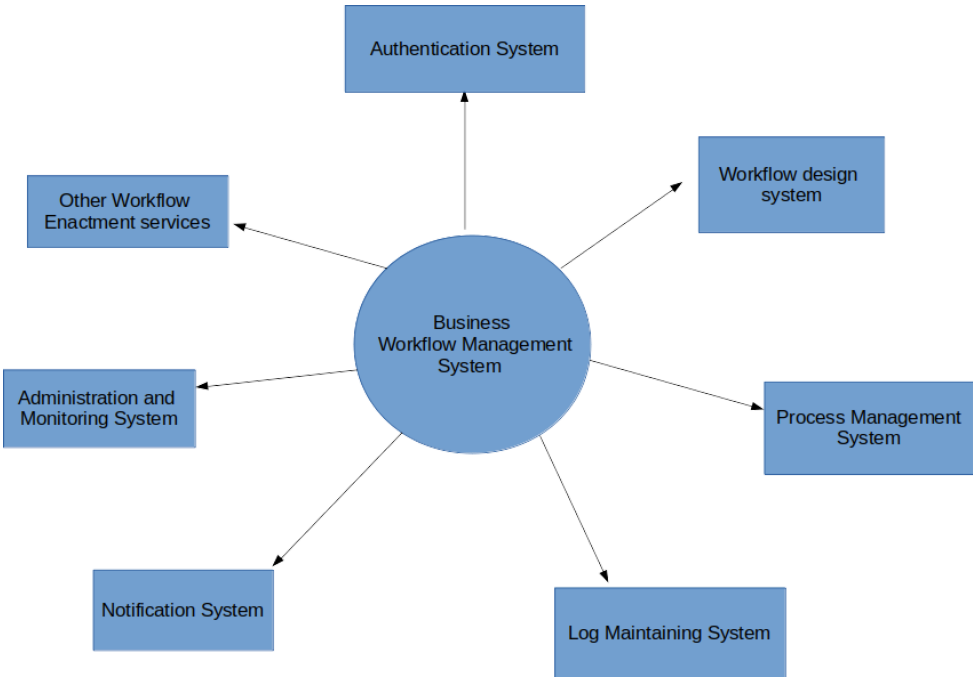 Authentication System
Workflow design
system
Other Workflow
Enactment services
Business
Workflow Management
System
Administration and
Monitoring System
Process Management
System
Notification System
Log Maintaining System